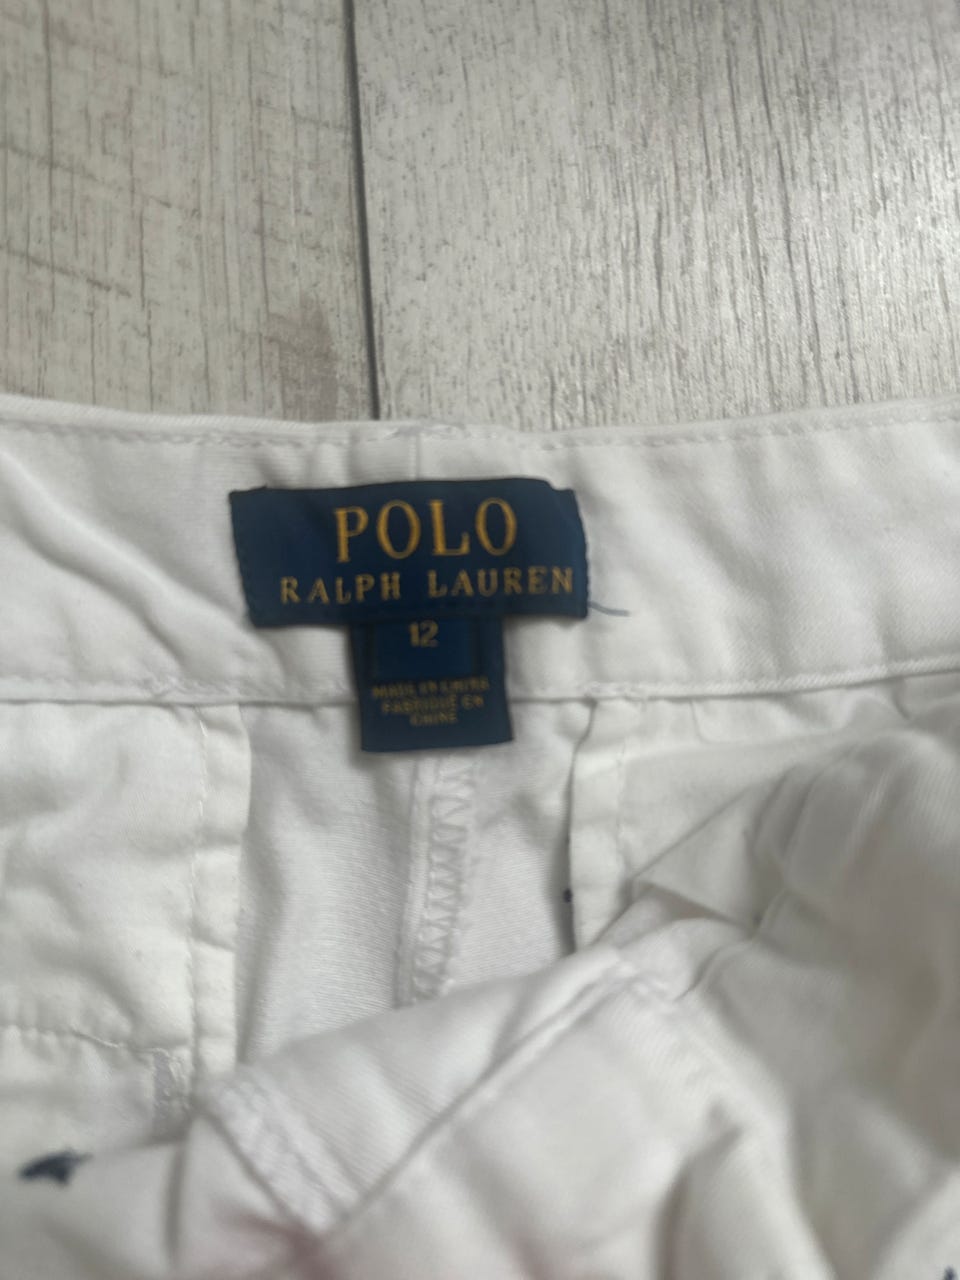 POLO
RALPH LAUREN
12
MADE IN CHINA
FABRIQUÉ EN
CHINE